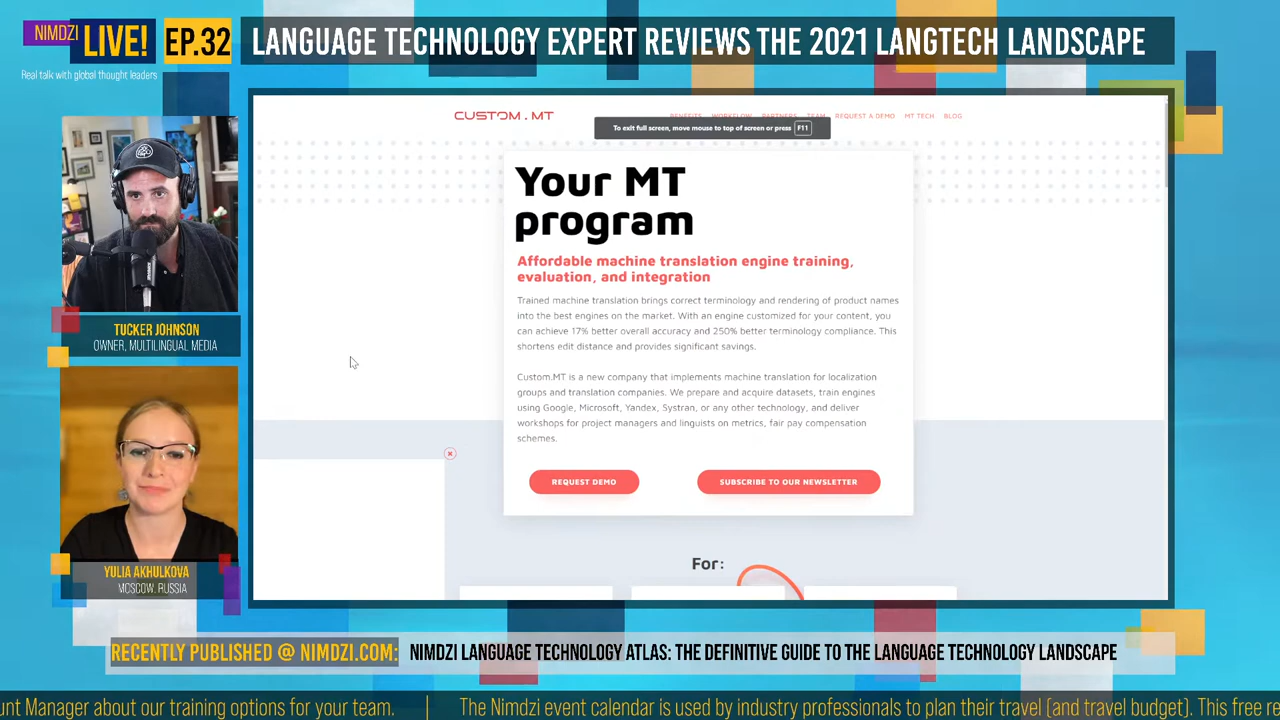 NIMDZI
LIVE!
EP.32
LANGUAGE TECHNOLOGY EXPERT REVIEWS THE 2021 LANGTECH LANDSCAPE
Real talk with global thought leaders
CUSTOM.MT
BENEFITS WORKFLOW PARTNERS TEAM REQUEST A DEMO MT TECH BLOG
To exit full screen, move mouse to top of screen or press F11
Your MT
program
Affordable machine translation engine training,
evaluation, and integration
Trained machine translation brings correct terminology and rendering of product names
into the best engines on the market. With an engine customized for your content, you
can achieve 17% better overall accuracy and 250% better terminology compliance. This
shortens edit distance and provides significant savings.
Custom.MT is a new company that implements machine translation for localization
groups and translation companies. We prepare and acquire datasets, train engines
using Google, Microsoft, Yandex, Systran, or any other technology, and deliver
workshops for project managers and linguists on metrics, fair pay compensation
schemes.
REQUEST DEMO
SUBSCRIBE TO OUR NEWSLETTER
For:
TUCKER JOHNSON
OWNER, MULTILINGUAL MEDIA
YULIA AKHULKOVA
MOSCOW, RUSSIA
RECENTLY PUBLISHED @ NIMDZI.COM: NIMDZI LANGUAGE TECHNOLOGY ATLAS: THE DEFINITIVE GUIDE TO THE LANGUAGE TECHNOLOGY LANDSCAPE
unt Manager about our training options for your team. | The Nimdzi event calendar is used by industry professionals to plan their travel (and travel budget). This free re